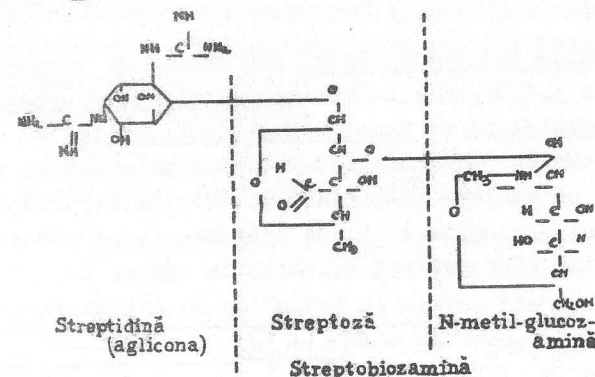 NH
NH — C — NH2
NH2 — C — NH
NH
OH OH
OH
O
CH
CH — O
H
C — C — OH
O
O
CH
CH3
CH
CH3 — NH — CH
O
H — C — OH
HO — C — H
CH
CH2OH
Streptidină
(aglicona)
Streptoză
N-metil-glucoz-
amină
Streptobiozamină